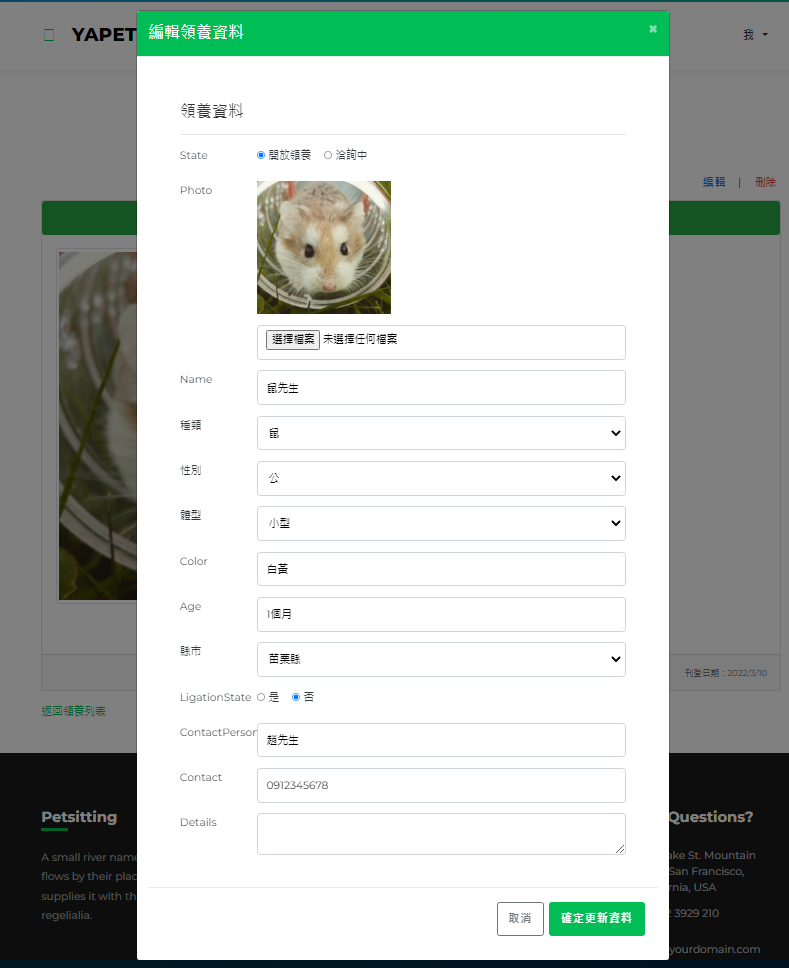 編輯領養資料
×
YAPET
我
領養資料
State
開放領養 洽詢中
編輯 | 刪除
Photo
選擇檔案 未選擇任何檔案
Name
鼠先生
種類
鼠
性別
公
體型
小型
Color
白黃
Age
1個月
縣市
苗栗縣
刊登日期：2022/3/10
LigationState 是 否
返回領養列表
ContactPerson
趙先生
Contact
0912345678
Details
Petsitting
A small river name
flows by their plac
supplies it with th
regelialia.
Questions?
ake St. Mountain
San Francisco,
rnia, USA
2 3929 210
yourdomain.com
取消
確定更新資料